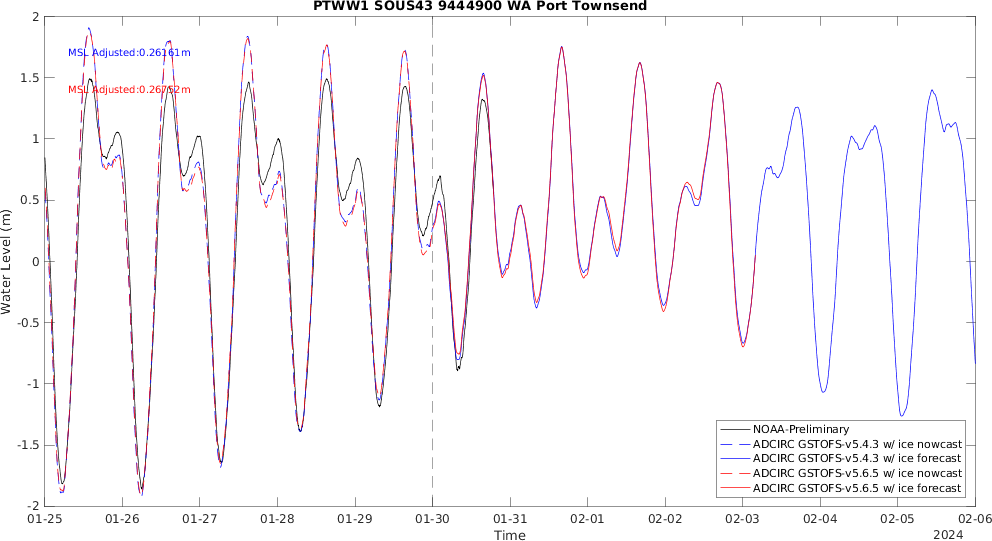 PTWW1 SOUS43 9444900 WA Port Townsend
MSL Adjusted:0.26161m
MSL Adjusted:0.26752m
Water Level (m)
2
1.5
1
0.5
0
-0.5
-1
-1.5
-2
NOAA-Preliminary
ADCIRC GSTOFS-v5.4.3 w/ ice nowcast
ADCIRC GSTOFS-v5.4.3 w/ ice forecast
ADCIRC GSTOFS-v5.6.5 w/ ice nowcast
ADCIRC GSTOFS-v5.6.5 w/ ice forecast
01-25 01-26 01-27 01-28 01-29 01-30 01-31 02-01 02-02 02-03 02-04 02-05 02-06
Time
2024